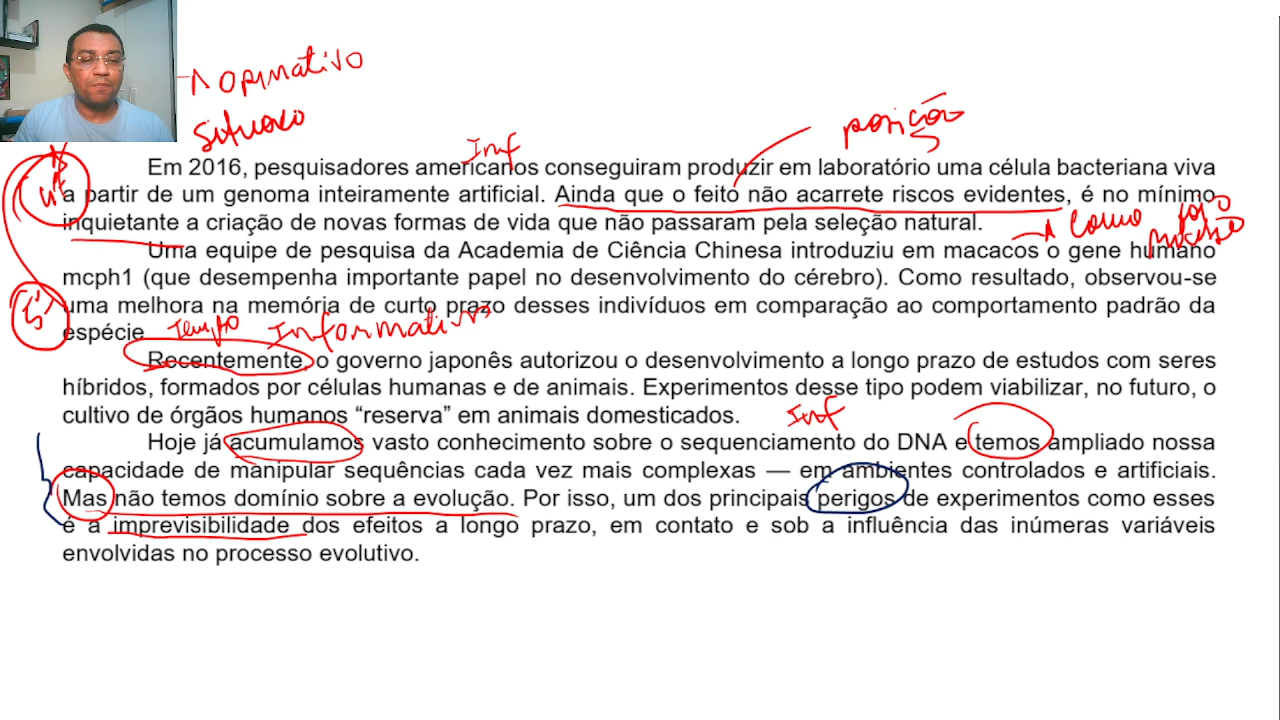 opinativo
situado
posição
Inf
Em 2016, pesquisadores americanos conseguiram produzir em laboratório uma célula bacteriana viva
a partir de um genoma inteiramente artificial. Ainda que o feito não acarrete riscos evidentes, é no mínimo
inquietante a criação de novas formas de vida que não passaram pela seleção natural.
como
Uma equipe de pesquisa da Academia de Ciência Chinesa introduziu em macacos o gene humano
mcph1 (que desempenha importante papel no desenvolvimento do cérebro). Como resultado, observou-se
uma melhora na memória de curto prazo desses indivíduos em comparação ao comportamento padrão da
espécie
tempo Informativo
Recentemente, o governo japonês autorizou o desenvolvimento a longo prazo de estudos com seres
híbridos, formados por células humanas e de animais. Experimentos desse tipo podem viabilizar, no futuro, o
cultivo de órgãos humanos “reserva” em animais domesticados.
Inf
Hoje já acumulamos vasto conhecimento sobre o sequenciamento do DNA e temos ampliado nossa
capacidade de manipular sequências cada vez mais complexas — em ambientes controlados e artificiais.
Mas não temos domínio sobre a evolução. Por isso, um dos principais perigos de experimentos como esses
é a imprevisibilidade dos efeitos a longo prazo, em contato e sob a influência das inúmeras variáveis
envolvidas no processo evolutivo.